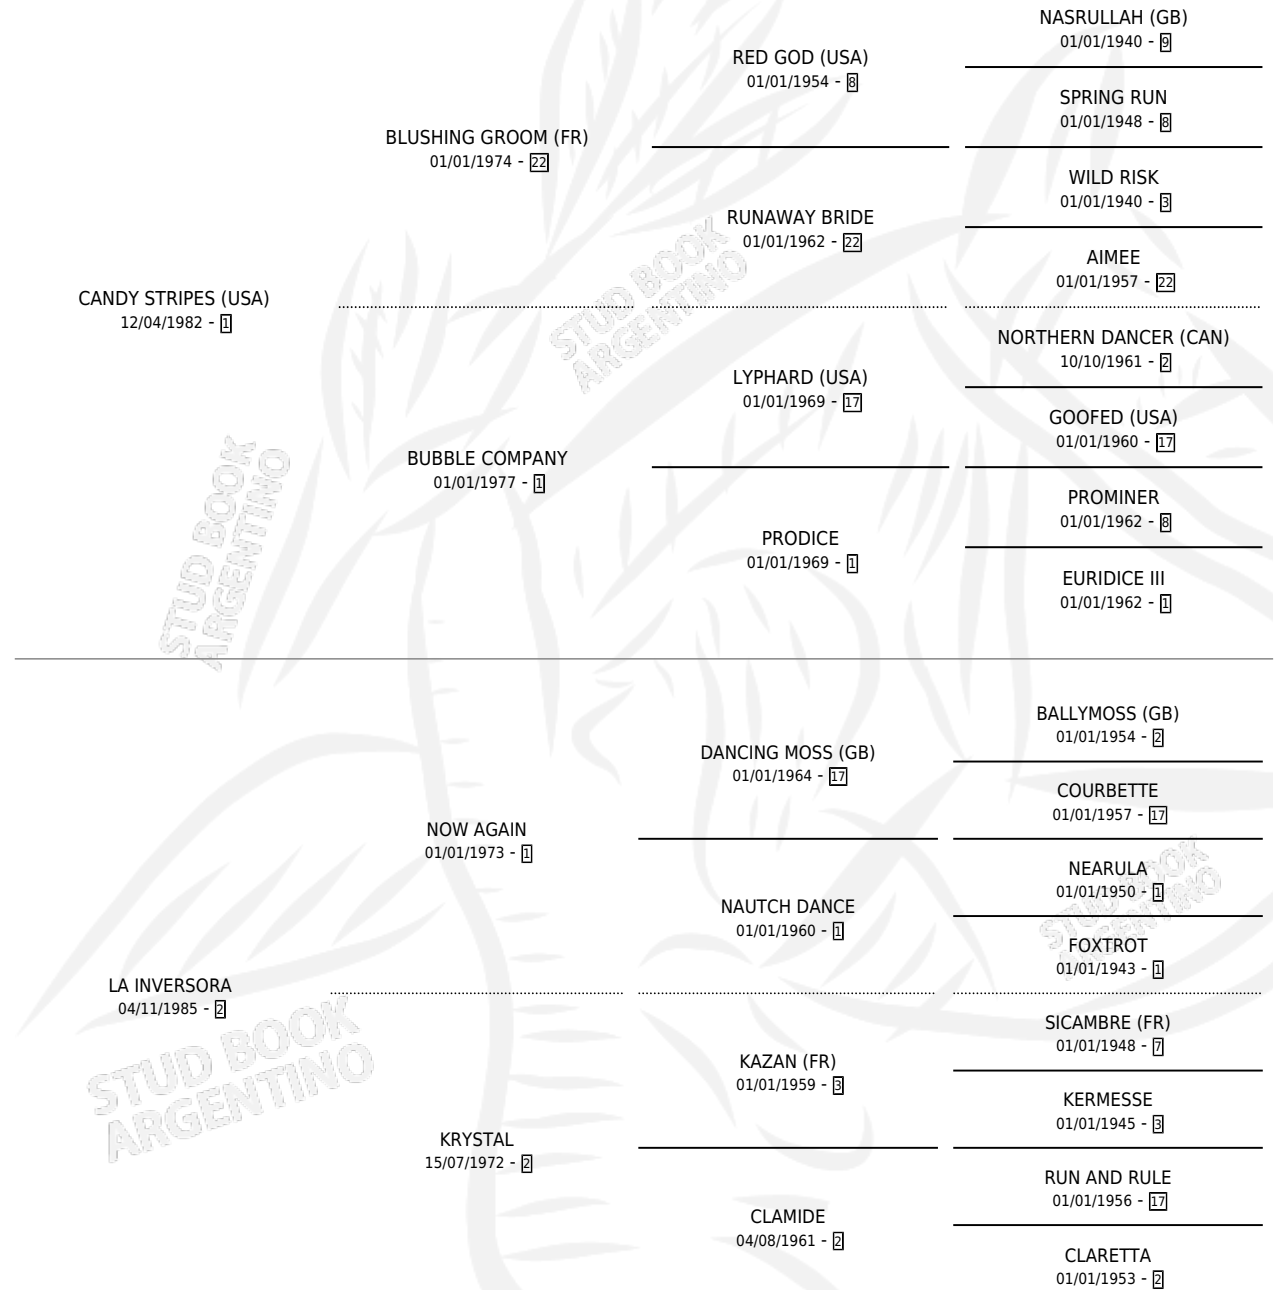 NASRULLAH (GB)
01/01/1940 - 9
RED GOD (USA)
01/01/1954 - 8
SPRING RUN
01/01/1948 - 8
BLUSHING GROOM (FR)
01/01/1974 - 22
WILD RISK
01/01/1940 - 3
RUNAWAY BRIDE
01/01/1962 - 22
AIMEE
01/01/1957 - 22
CANDY STRIPES (USA)
12/04/1982 - 1
NORTHERN DANCER (CAN)
10/10/1961 - 2
LYPHARD (USA)
01/01/1969 - 17
GOOFED (USA)
01/01/1960 - 17
BUBBLE COMPANY
01/01/1977 - 1
PROMINER
01/01/1962 - 8
PRODICE
01/01/1969 - 1
EURIDICE III
01/01/1962 - 1
BALLYMOSS (GB)
01/01/1954 - 2
DANCING MOSS (GB)
01/01/1964 - 17
COURBETTE
01/01/1957 - 17
NOW AGAIN
01/01/1973 - 1
NEARULA
01/01/1950 - 1
NAUTCH DANCE
01/01/1960 - 1
FOXTROT
01/01/1943 - 1
LA INVERSORA
04/11/1985 - 2
SICAMBRE (FR)
01/01/1948 - 7
KAZAN (FR)
01/01/1959 - 3
KERMESSE
01/01/1945 - 3
KRYSTAL
15/07/1972 - 2
RUN AND RULE
01/01/1956 - 17
CLAMIDE
04/08/1961 - 2
CLARETTA
01/01/1953 - 2
STUD BOOK
ARGENTINO
STUD BOOK
ARGENTINO
STUD BOOK
ARGENTINO
STUD BOOK
ARGENTINO